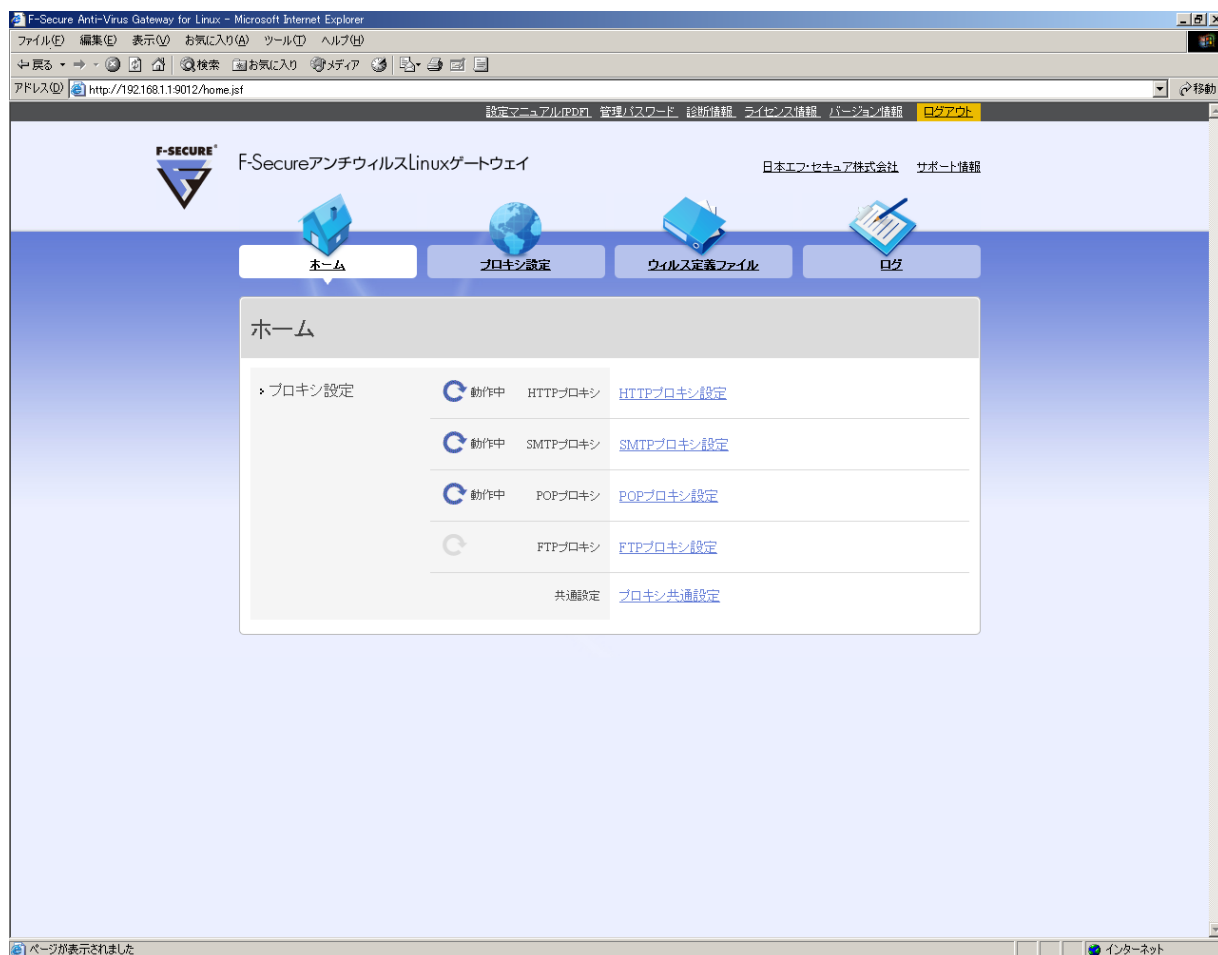 F-Secure Anti-Virus Gateway for Linux - Microsoft Internet Explorer
ファイル(F) 編集(E) 表示(V) お気に入り(A) ツール(T) ヘルプ(H)
戻る 検索 お気に入り メディア
アドレス(D) http://192.168.1.1:9012/home.jsf 移動
設定マニュアル[PDF] 管理パスワード 診断情報 ライセンス情報 バージョン情報 ログアウト
F-SECURE
F-SecureアンチウィルスLinuxゲートウェイ
日本エフ・セキュア株式会社 サポート情報
ホーム プロキシ設定 ウィルス定義ファイル ログ
ホーム
プロキシ設定
動作中 HTTPプロキシ HTTPプロキシ設定
動作中 SMTPプロキシ SMTPプロキシ設定
動作中 POPプロキシ POPプロキシ設定
FTPプロキシ FTPプロキシ設定
共通設定 プロキシ共通設定
ページが表示されました インターネット